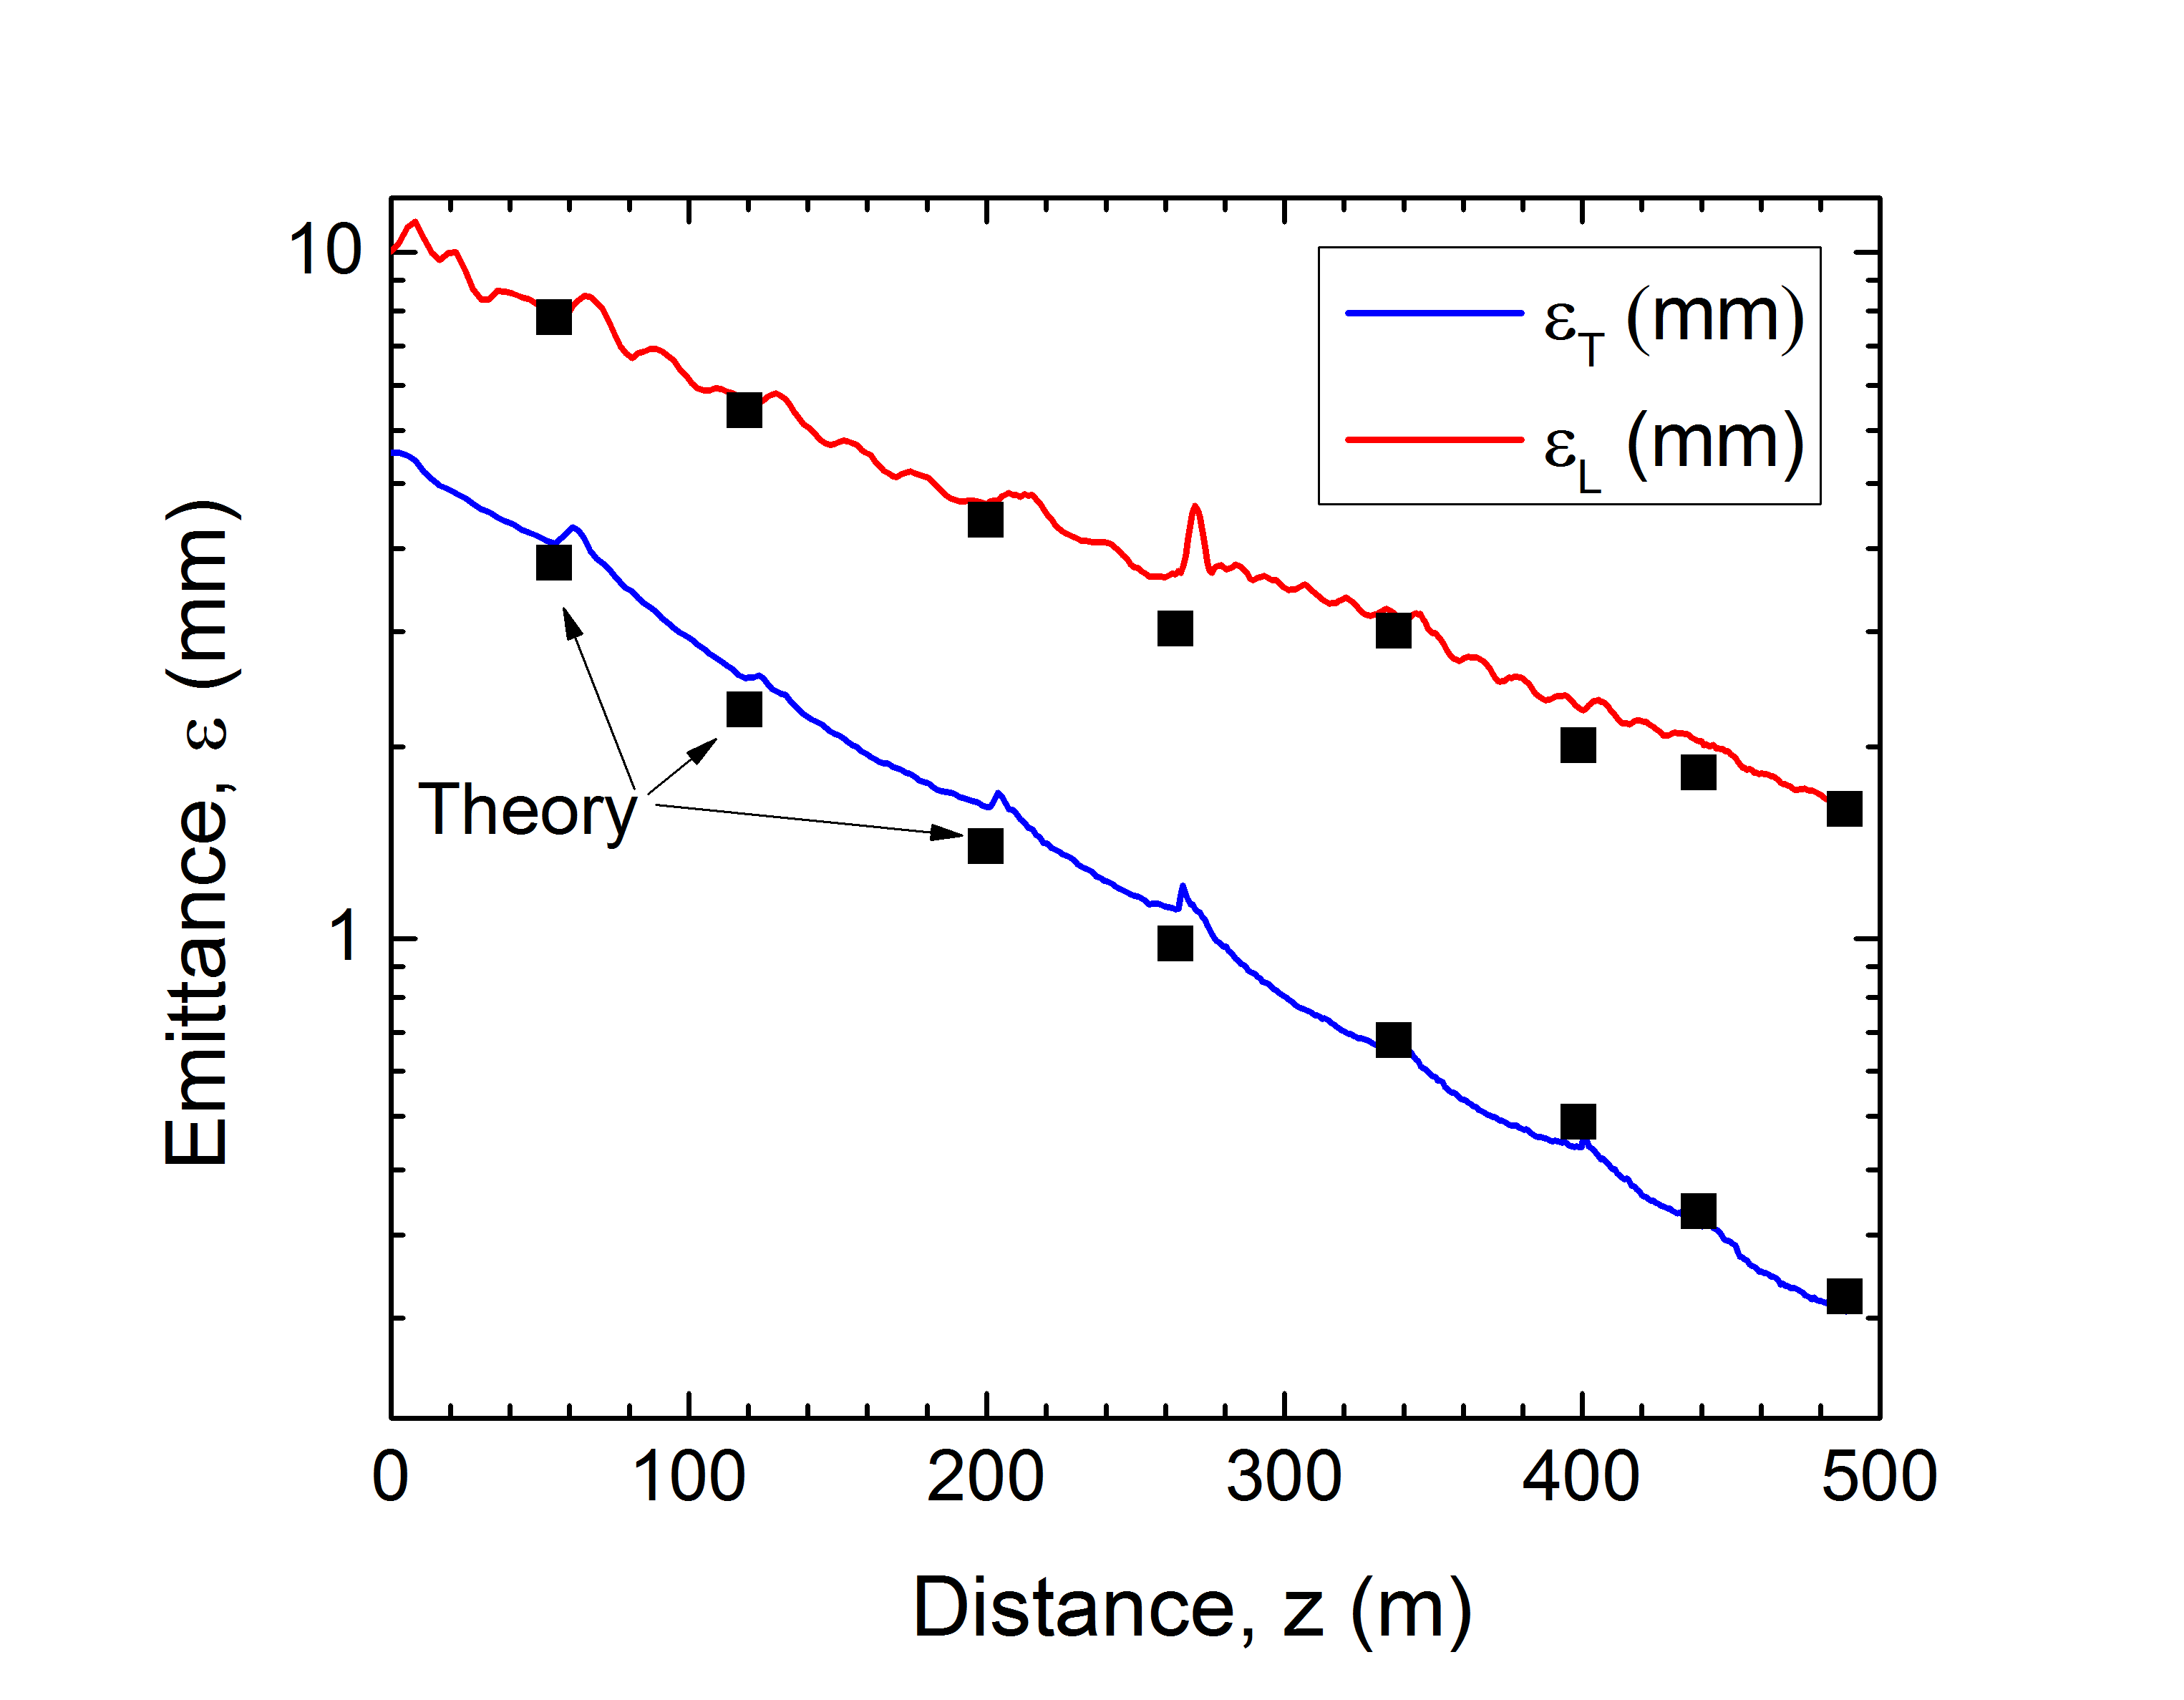 10
1
Emittance, ε (mm)
εT (mm)
εL (mm)
Theory
0 100 200 300 400 500
Distance, z (m)